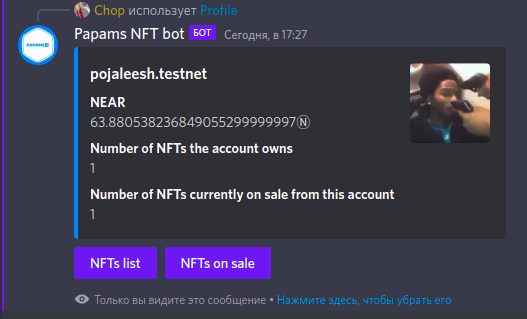 Chop использует Profile
PAPAMS
Papams NFT bot БОТ Сегодня, в 17:27
pojaleesh.testnet
NEAR
63.880538236849055299999997Ⓝ
Number of NFTs the account owns
1
Number of NFTs currently on sale from this account
1
NFTs list NFTs on sale
Только вы видите это сообщение • Нажмите здесь, чтобы убрать его